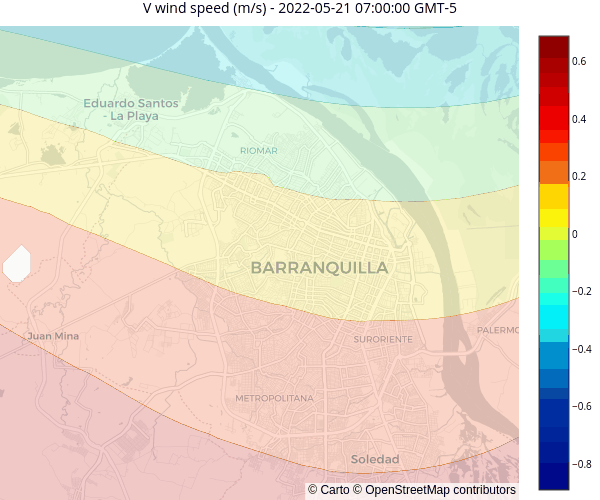 V wind speed (m/s) - 2022-05-21 07:00:00 GMT-5
0.6
Eduardo Santos
- La Playa
0.4
RIOMAR
0.2
0
BARRANQUILLA
−0.2
Juan Mina
SURORIENTE
PALERMO
−0.4
METROPOLITANA
−0.6
Soledad
−0.8
© Carto © OpenStreetMap contributors